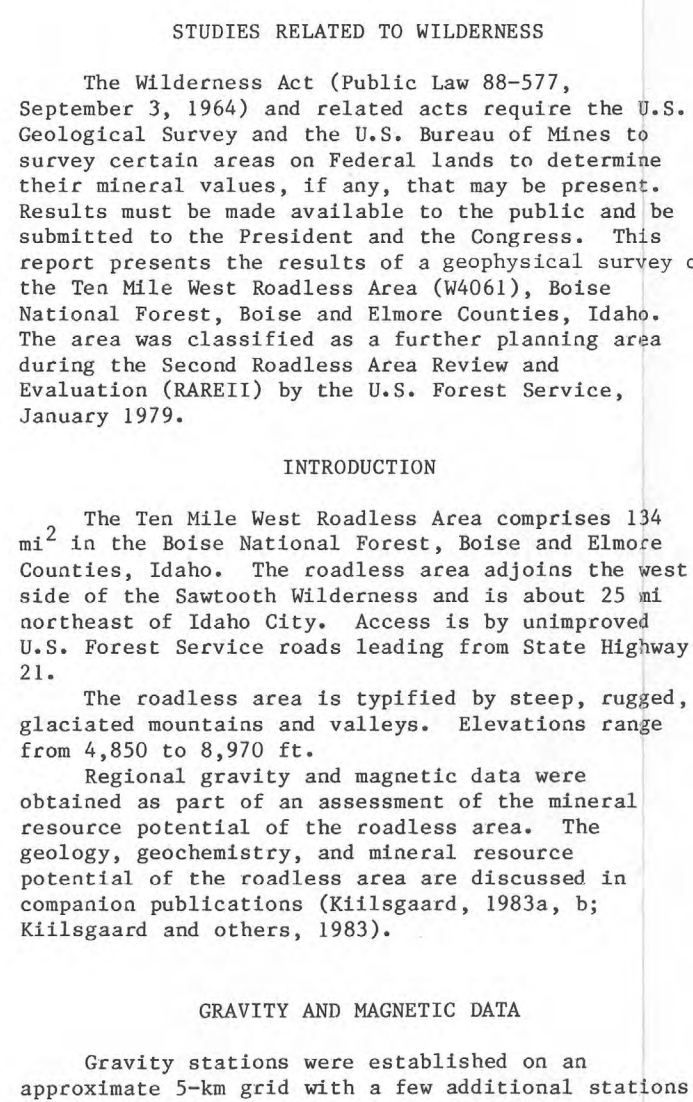 STUDIES RELATED TO WILDERNESS
The Wilderness Act (Public Law 88-577,
September 3, 1964) and related acts require the U.S.
Geological Survey and the U.S. Bureau of Mines to
survey certain areas on Federal lands to determine
their mineral values, if any, that may be present.
Results must be made available to the public and be
submitted to the President and the Congress. This
report presents the results of a geophysical survey
the Ten Mile West Roadless Area (W4061), Boise
National Forest, Boise and Elmore Counties, Idaho.
The area was classified as a further planning area
during the Second Roadless Area Review and
Evaluation (RAREII) by the U.S. Forest Service,
January 1979.
INTRODUCTION
The Ten Mile West Roadless Area comprises 134
mi² in the Boise National Forest, Boise and Elmore
Counties, Idaho. The roadless area adjoins the west
side of the Sawtooth Wilderness and is about 25 mi
northeast of Idaho City. Access is by unimproved
U.S. Forest Service roads leading from State Highway
21.
The roadless area is typified by steep, rugged,
glaciated mountains and valleys. Elevations range
from 4,850 to 8,970 ft.
Regional gravity and magnetic data were
obtained as part of an assessment of the mineral
resource potential of the roadless area. The
geology, geochemistry, and mineral resource
potential of the roadless area are discussed in
companion publications (Kiilsgaard, 1983a, b;
Kiilsgaard and others, 1983).
GRAVITY AND MAGNETIC DATA
Gravity stations were established on an
approximate 5-km grid with a few additional stations